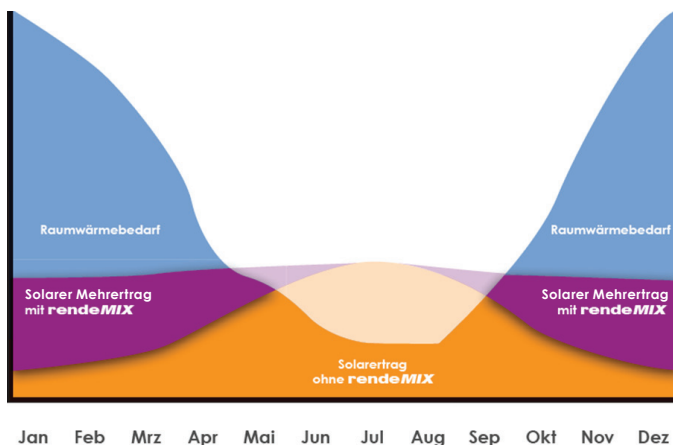 Raumwärmebedarf
Raumwärmebedarf
Solarer Mehrertrag
mit rendeMIX
Solarer Mehrertrag
mit rendeMIX
Solarertrag
ohne rendeMIX
Jan Feb Mrz Apr Mai Jun Jul Aug Sep Okt Nov Dez